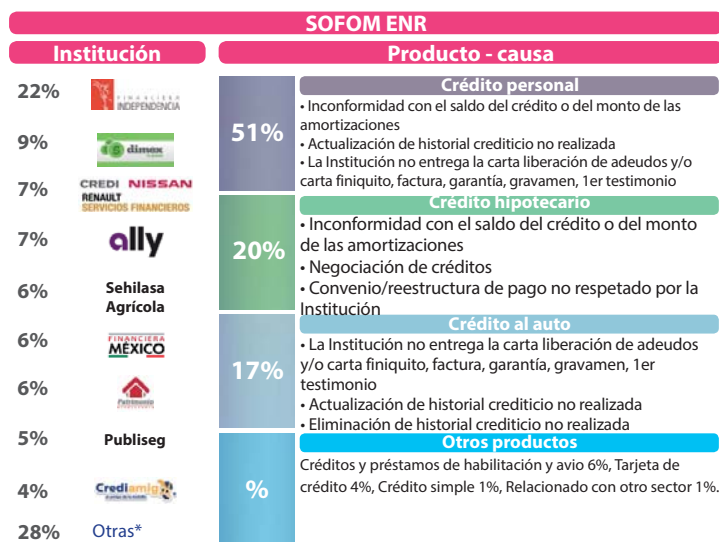 SOFOM ENR
Institución
22%
FINANCIERA
INDEPENDENCIA
9%
dimex
7%
CREDI NISSAN
RENAULT
SERVICIOS FINANCIEROS
7%
ally
6%
Sehilasa
Agrícola
6%
FINANCIERA
MÉXICO
6%
Patrimonio
5%
Publiseg
4%
Crediamigo
28%
Otras*
Producto - causa
51%
Crédito personal
• Inconformidad con el saldo del crédito o del monto de las
amortizaciones
• Actualización de historial crediticio no realizada
• La Institución no entrega la carta liberación de adeudos y/o
carta finiquito, factura, garantía, gravamen, 1er testimonio
20%
Crédito hipotecario
• Inconformidad con el saldo del crédito o del monto
de las amortizaciones
• Negociación de créditos
• Convenio/reestructura de pago no respetado por la
Institución
17%
Crédito al auto
• La Institución no entrega la carta liberación de adeudos
y/o carta finiquito, factura, garantía, gravamen, 1er
testimonio
• Actualización de historial crediticio no realizada
• Eliminación de historial crediticio no realizada
%
Otros productos
Créditos y préstamos de habilitación y avio 6%, Tarjeta de
crédito 4%, Crédito simple 1%, Relacionado con otro sector 1%.